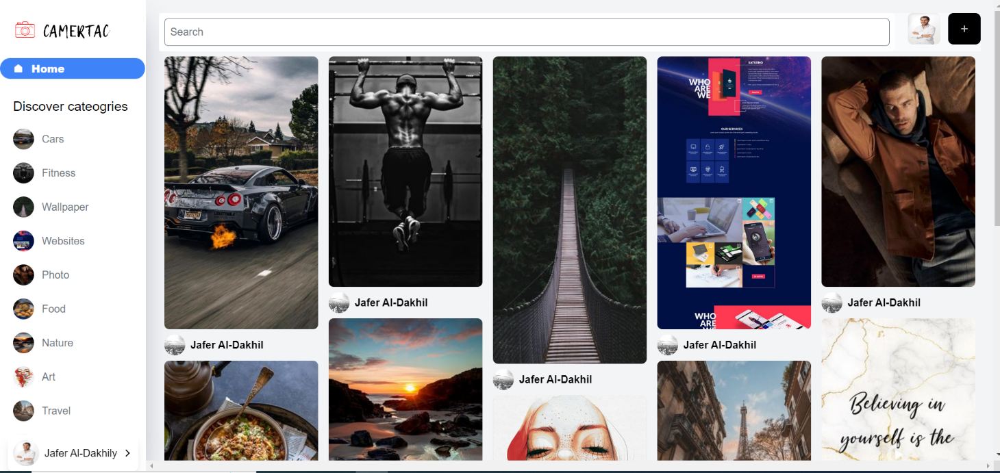 CAMERTAC
Home
Discover cateogries
Cars
Fitness
Wallpaper
Websites
Photo
Food
Nature
Art
Travel
Jafer Al-Dakhily
Search
+
Jafer Al-Dakhil
Jafer Al-Dakhil
Jafer Al-Dakhil
WHO
ARE
WE
SATURNO
OUR SERVICES
WHO
ARE
Jafer Al-Dakhil
Jafer Al-Dakhil
Believing in
yourself is the